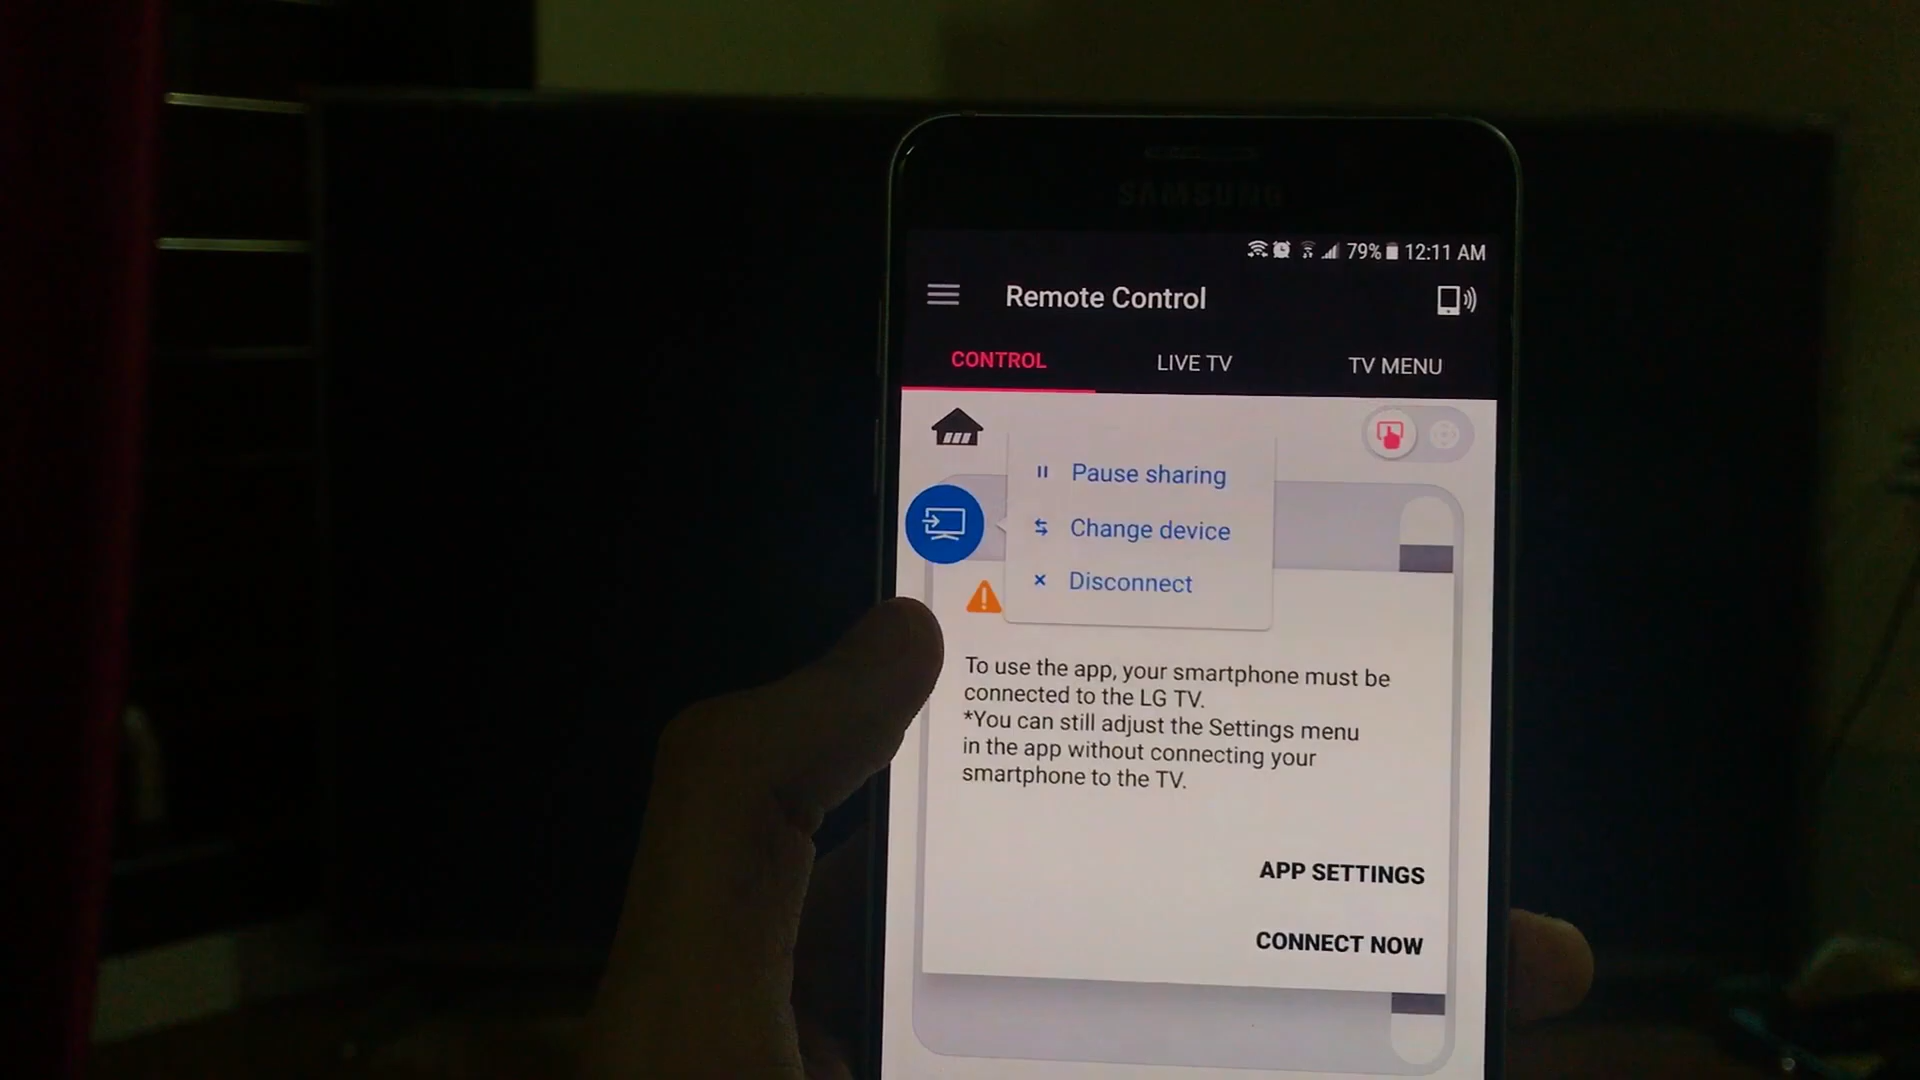 SAMSUNG
79% 12:11 AM
Remote Control
CONTROL LIVE TV TV MENU
Pause sharing
Change device
Disconnect
To use the app, your smartphone must be
connected to the LG TV.
*You can still adjust the Settings menu
in the app without connecting your
smartphone to the TV.
APP SETTINGS
CONNECT NOW